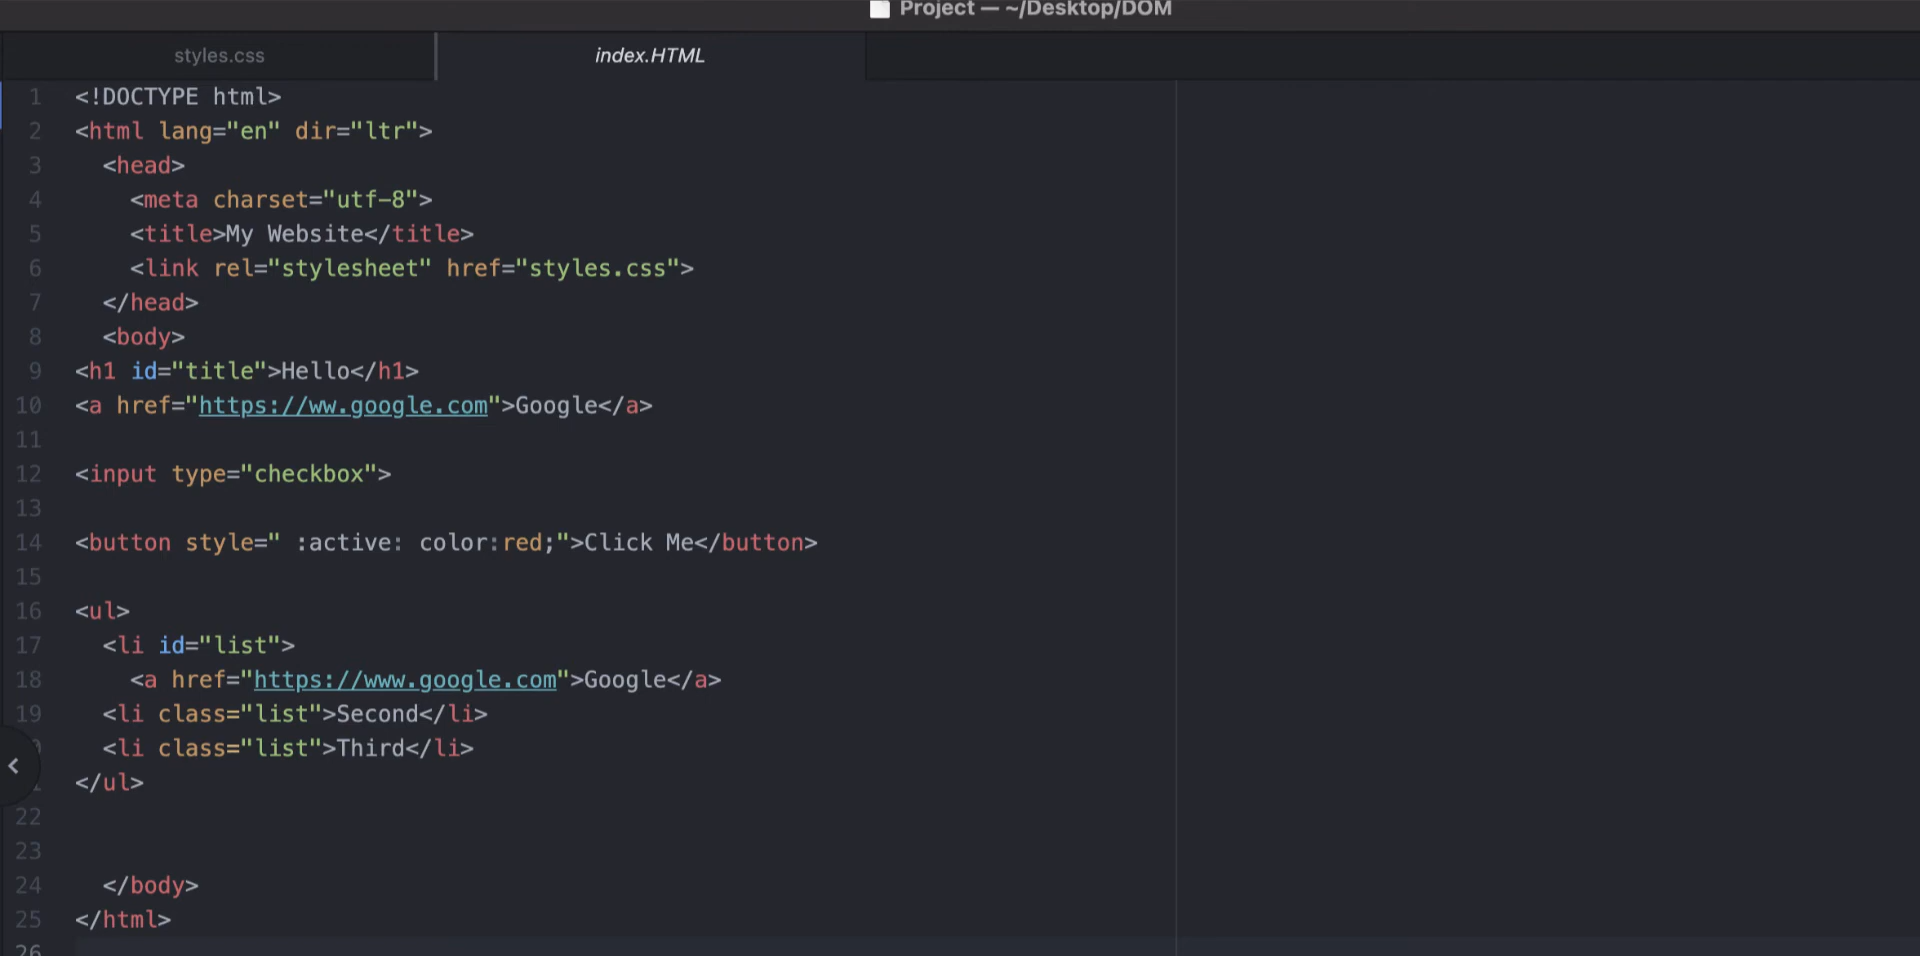 Project — ~/Desktop/DOM
styles.css
index.HTML
1 <!DOCTYPE html>
2 <html lang="en" dir="ltr">
3 <head>
4 <meta charset="utf-8">
5 <title>My Website</title>
6 <link rel="stylesheet" href="styles.css">
7 </head>
8 <body>
9 <h1 id="title">Hello</h1>
10 <a href="https://ww.google.com">Google</a>
11
12 <input type="checkbox">
13
14 <button style=" :active: color:red;">Click Me</button>
15
16 <ul>
17 <li id="list">
18 <a href="https://www.google.com">Google</a>
19 <li class="list">Second</li>
<li class="list">Third</li>
</ul>
22
23
24 </body>
25 </html>
26